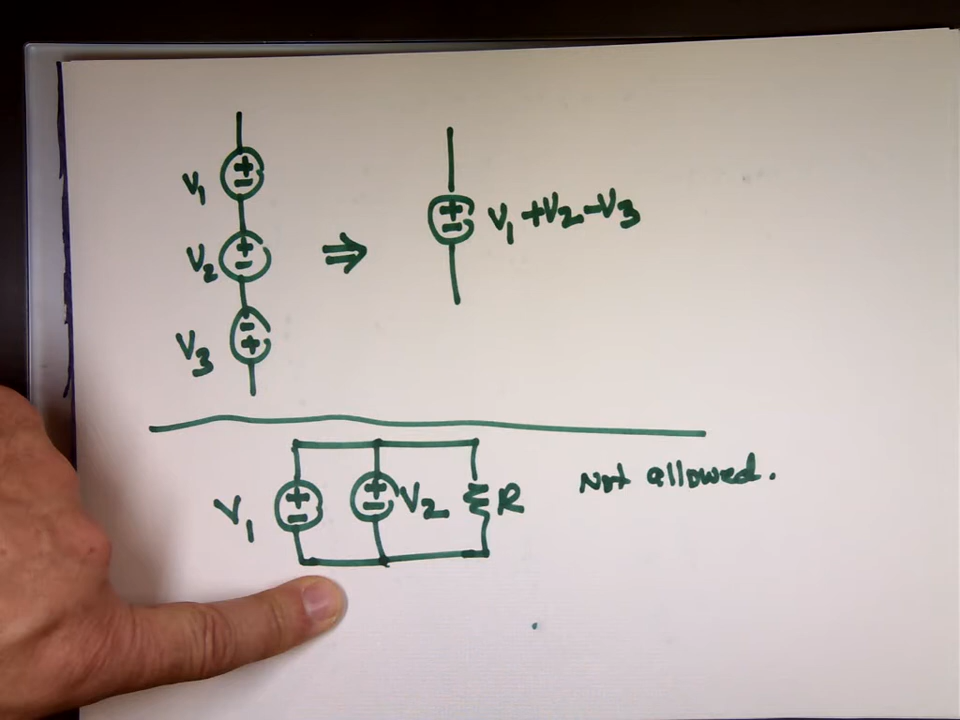 V1
+
-
V2
+
-
V3
-
+
⇒
+
-
V1+V2-V3
V1
+
-
+
-
V2
R
Not allowed.